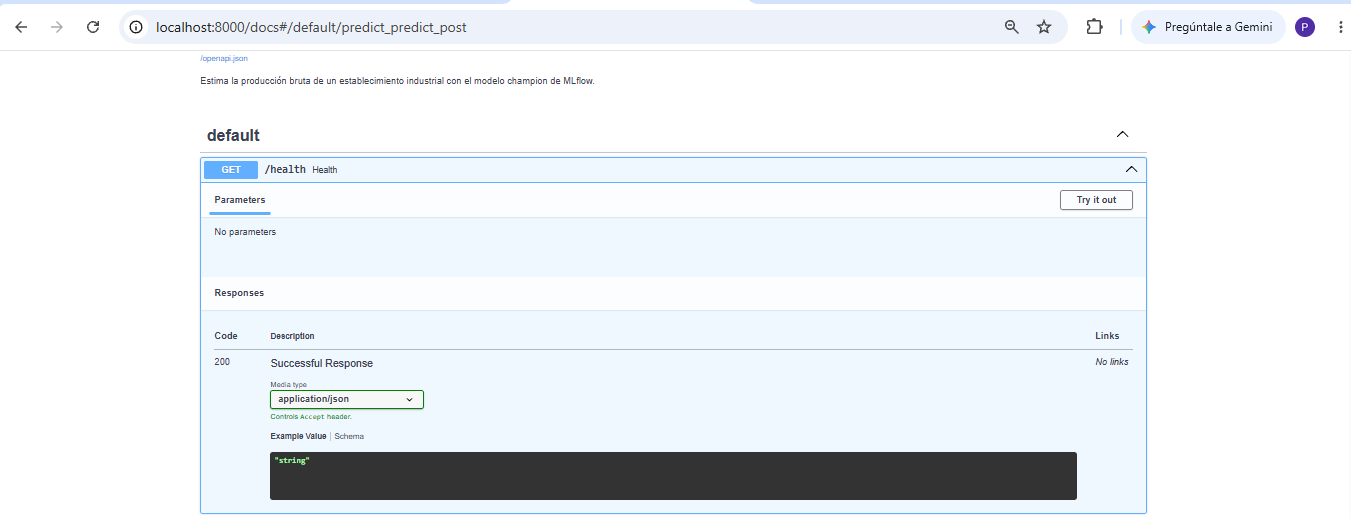 localhost:8000/docs#/default/predict_predict_post
Pregúntale a Gemini
P
/openapi.json
Estima la producción bruta de un establecimiento industrial con el modelo champion de MLflow.
default
GET /health Health
Parameters
Try it out
No parameters
Responses
Code Description Links
200 Successful Response No links
Media type
application/json
Controls Accept header.
Example Value | Schema
"string"